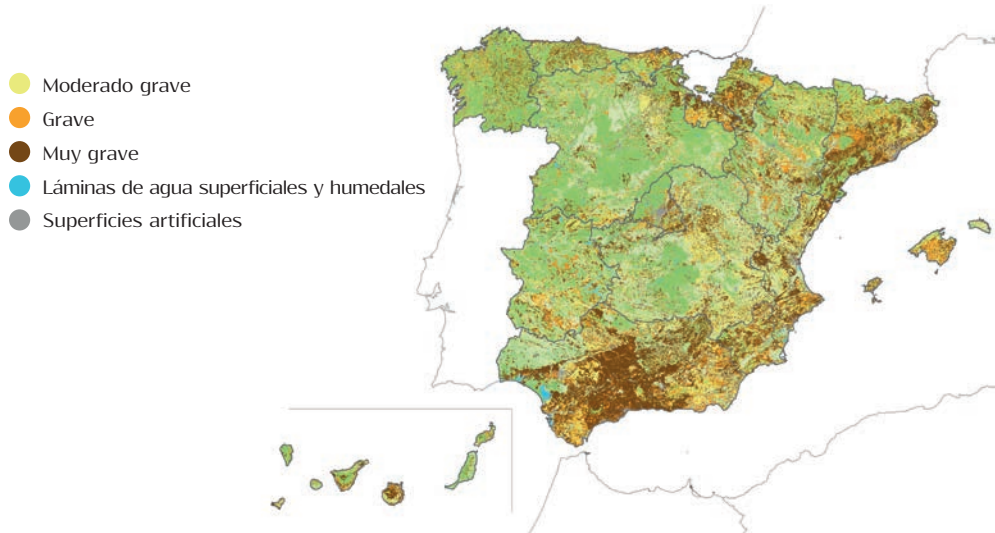 Moderado grave
Grave
Muy grave
Láminas de agua superficiales y humedales
Superficies artificiales